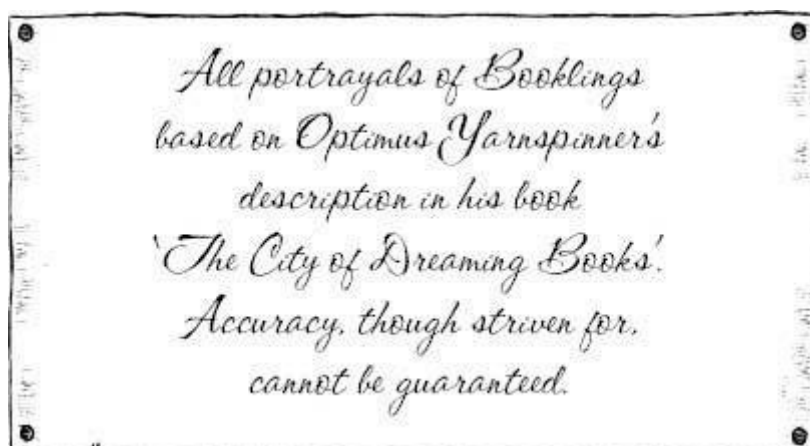 All portrayals of Booklings
based on Optimus Yarnspinner's
description in his book
‘The City of Dreaming Books’.
Accuracy, though striven for,
cannot be guaranteed.